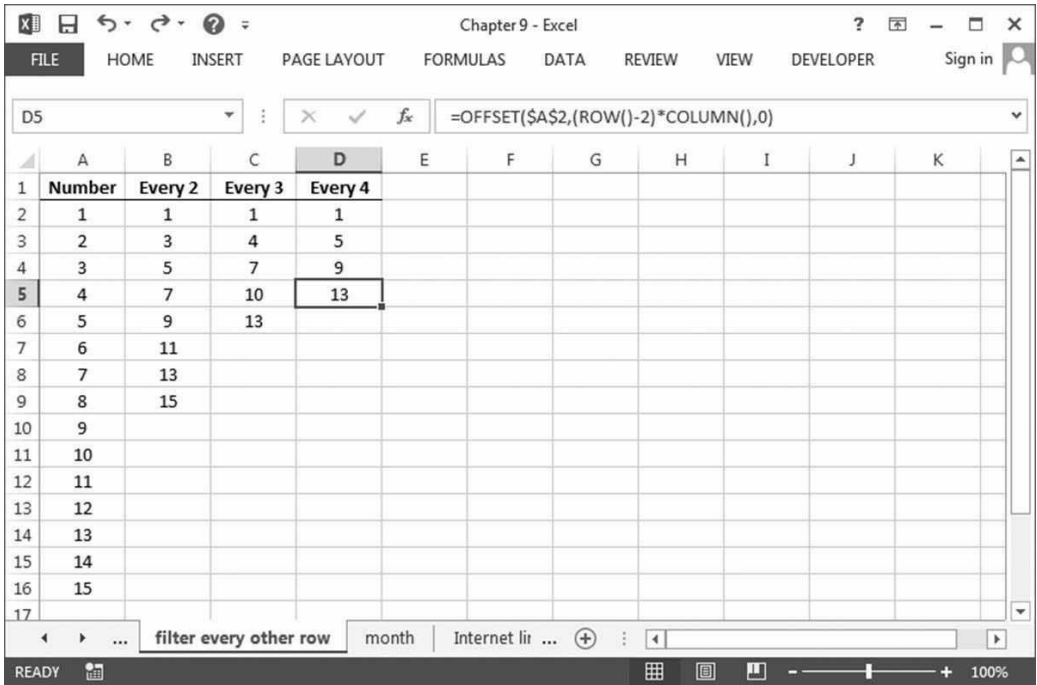 Chapter 9 - Excel
?
FILE HOME INSERT PAGE LAYOUT FORMULAS DATA REVIEW VIEW DEVELOPER Sign in
D5 fx =OFFSET($A$2,(ROW()-2)*COLUMN(),0)
A B C D E F G H I J K
1 Number Every 2 Every 3 Every 4
2 1 1 1 1
3 2 3 4 5
4 3 5 7 9
5 4 7 10 13
6 5 9 13
7 6 11
8 7 13
9 8 15
10 9
11 10
12 11
13 12
14 13
15 14
16 15
17
... filter every other row month Internet lir ...
READY 100%